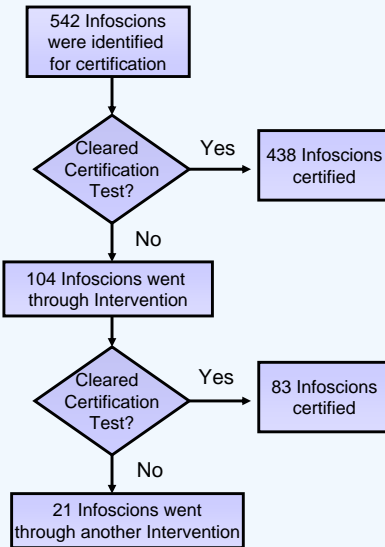 542 Infoscions
were identified
for certification
Cleared
Certification
Test?
Yes
438 Infoscions
certified
No
104 Infoscions went
through Intervention
Cleared
Certification
Test?
Yes
83 Infoscions
certified
No
21 Infoscions went
through another Intervention